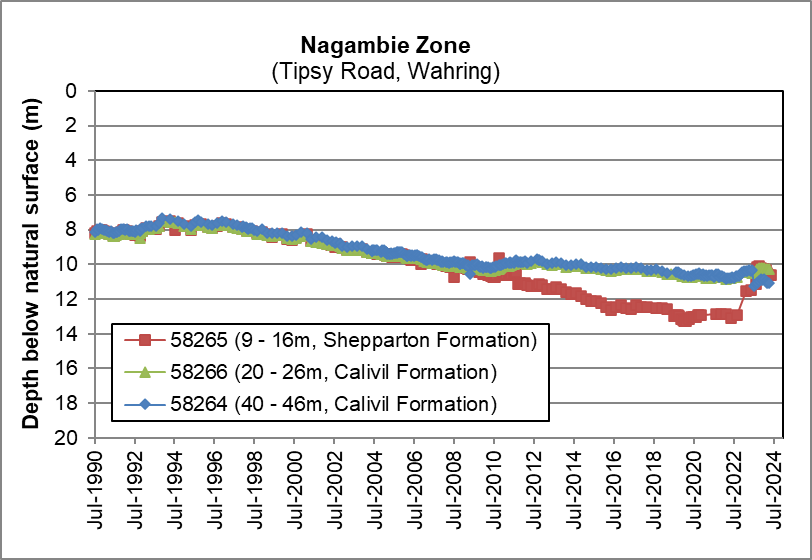 Nagambie Zone
(Tipsy Road, Wahring)
Depth below natural surface (m)
0
2
4
6
8
10
12
14
16
18
20
58265 (9 - 16m, Shepparton Formation)
58266 (20 - 26m, Calivil Formation)
58264 (40 - 46m, Calivil Formation)
Jul-1990
Jul-1992
Jul-1994
Jul-1996
Jul-1998
Jul-2000
Jul-2002
Jul-2004
Jul-2006
Jul-2008
Jul-2010
Jul-2012
Jul-2014
Jul-2016
Jul-2018
Jul-2020
Jul-2022
Jul-2024